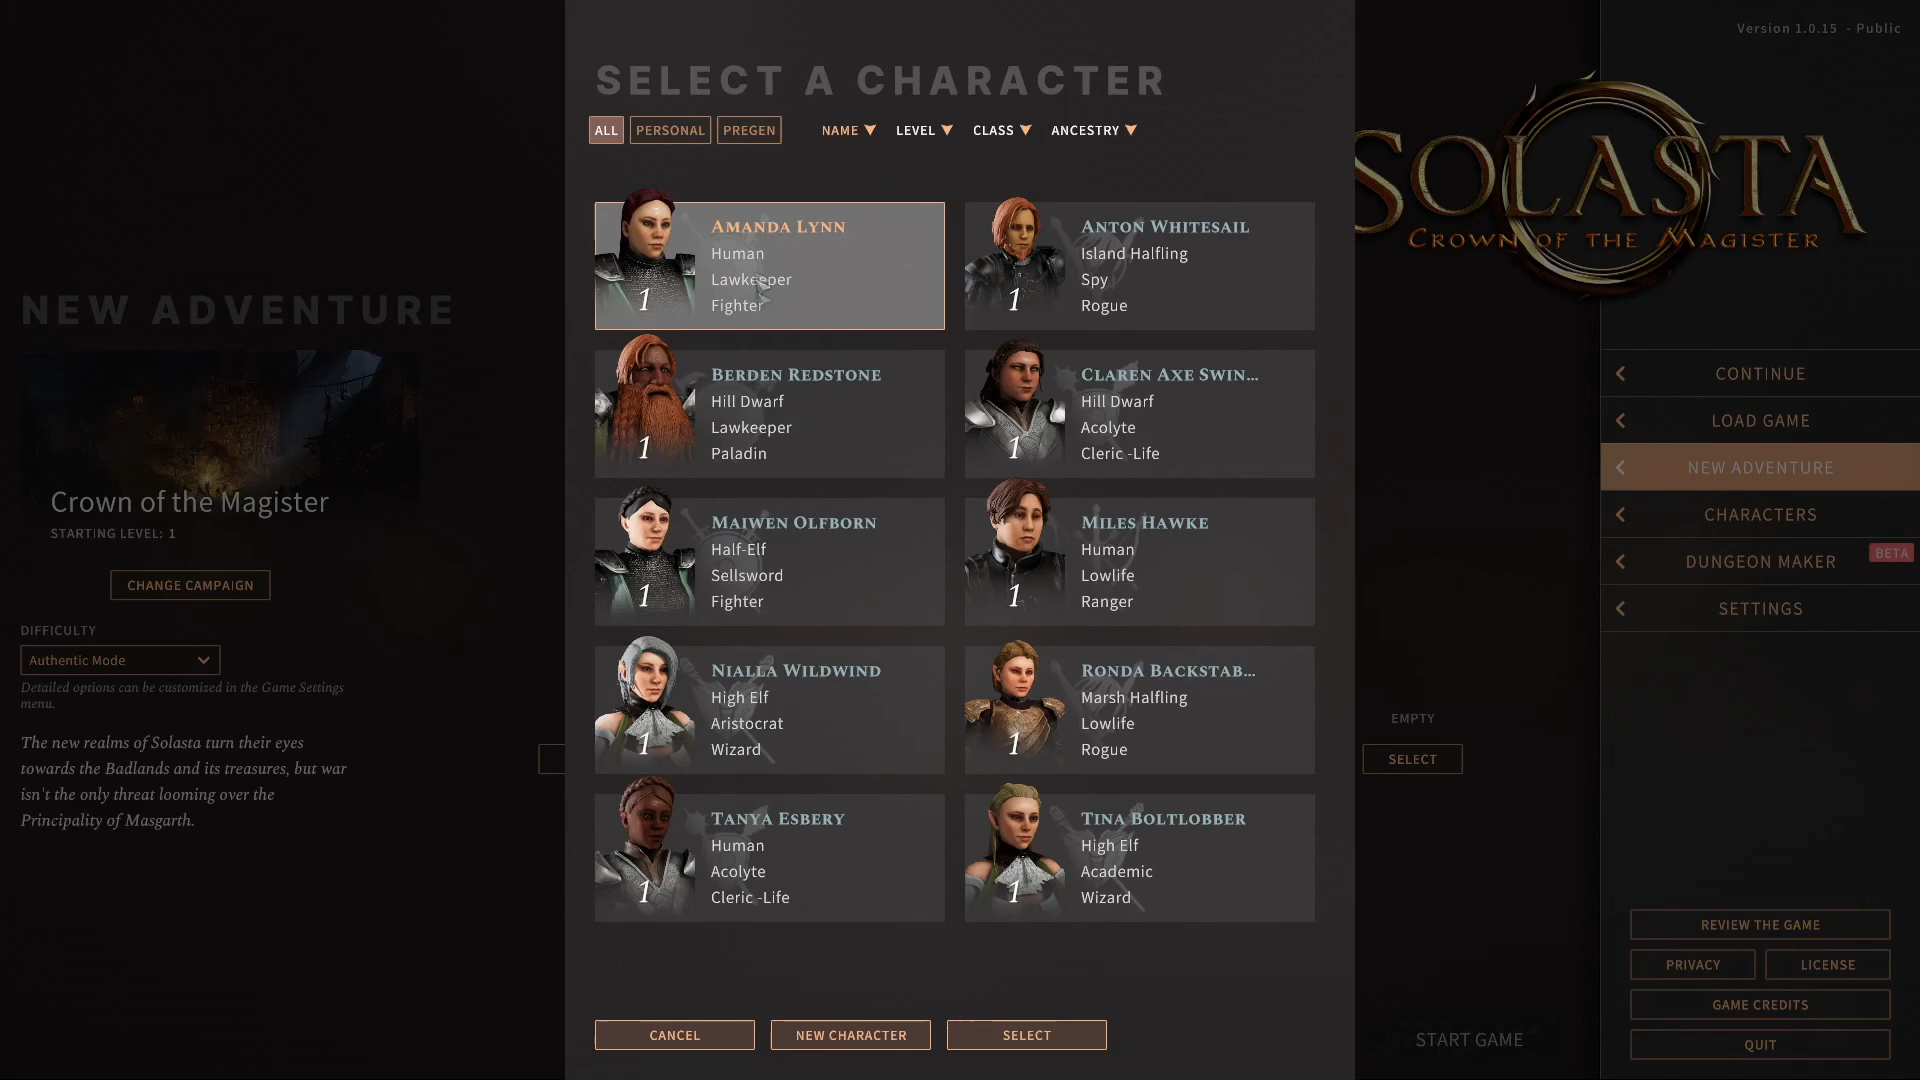 Version 1.0.15 - Public
SOLASTA
CROWN OF THE MAGISTER
SELECT A CHARACTER
ALL PERSONAL PREGEN NAME LEVEL CLASS ANCESTRY
AMANDA LYNN
Human
Lawkeeper
Fighter
1
ANTON WHITESAIL
Island Halfling
Spy
Rogue
1
BERDEN REDSTONE
Hill Dwarf
Lawkeeper
Paladin
1
CLAREN AXE SWIN...
Hill Dwarf
Acolyte
Cleric -Life
1
MAIWEN OLFBORN
Half-Elf
Sellsword
Fighter
1
MILES HAWKE
Human
Lowlife
Ranger
1
NIALLA WILDWIND
High Elf
Aristocrat
Wizard
1
RONDA BACKSTAB...
Marsh Halfling
Lowlife
Rogue
1
TANYA ESBERY
Human
Acolyte
Cleric -Life
1
TINA BOLTLOBBER
High Elf
Academic
Wizard
1
CANCEL NEW CHARACTER SELECT
NEW ADVENTURE
Crown of the Magister
STARTING LEVEL: 1
CHANGE CAMPAIGN
DIFFICULTY
Authentic Mode
Detailed options can be customized in the Game Settings
menu.
The new realms of Solasta turn their eyes
towards the Badlands and its treasures, but war
isn't the only threat looming over the
Principality of Masgarth.
EMPTY
SELECT
START GAME
CONTINUE
LOAD GAME
NEW ADVENTURE
CHARACTERS
DUNGEON MAKER BETA
SETTINGS
REVIEW THE GAME
PRIVACY LICENSE
GAME CREDITS
QUIT